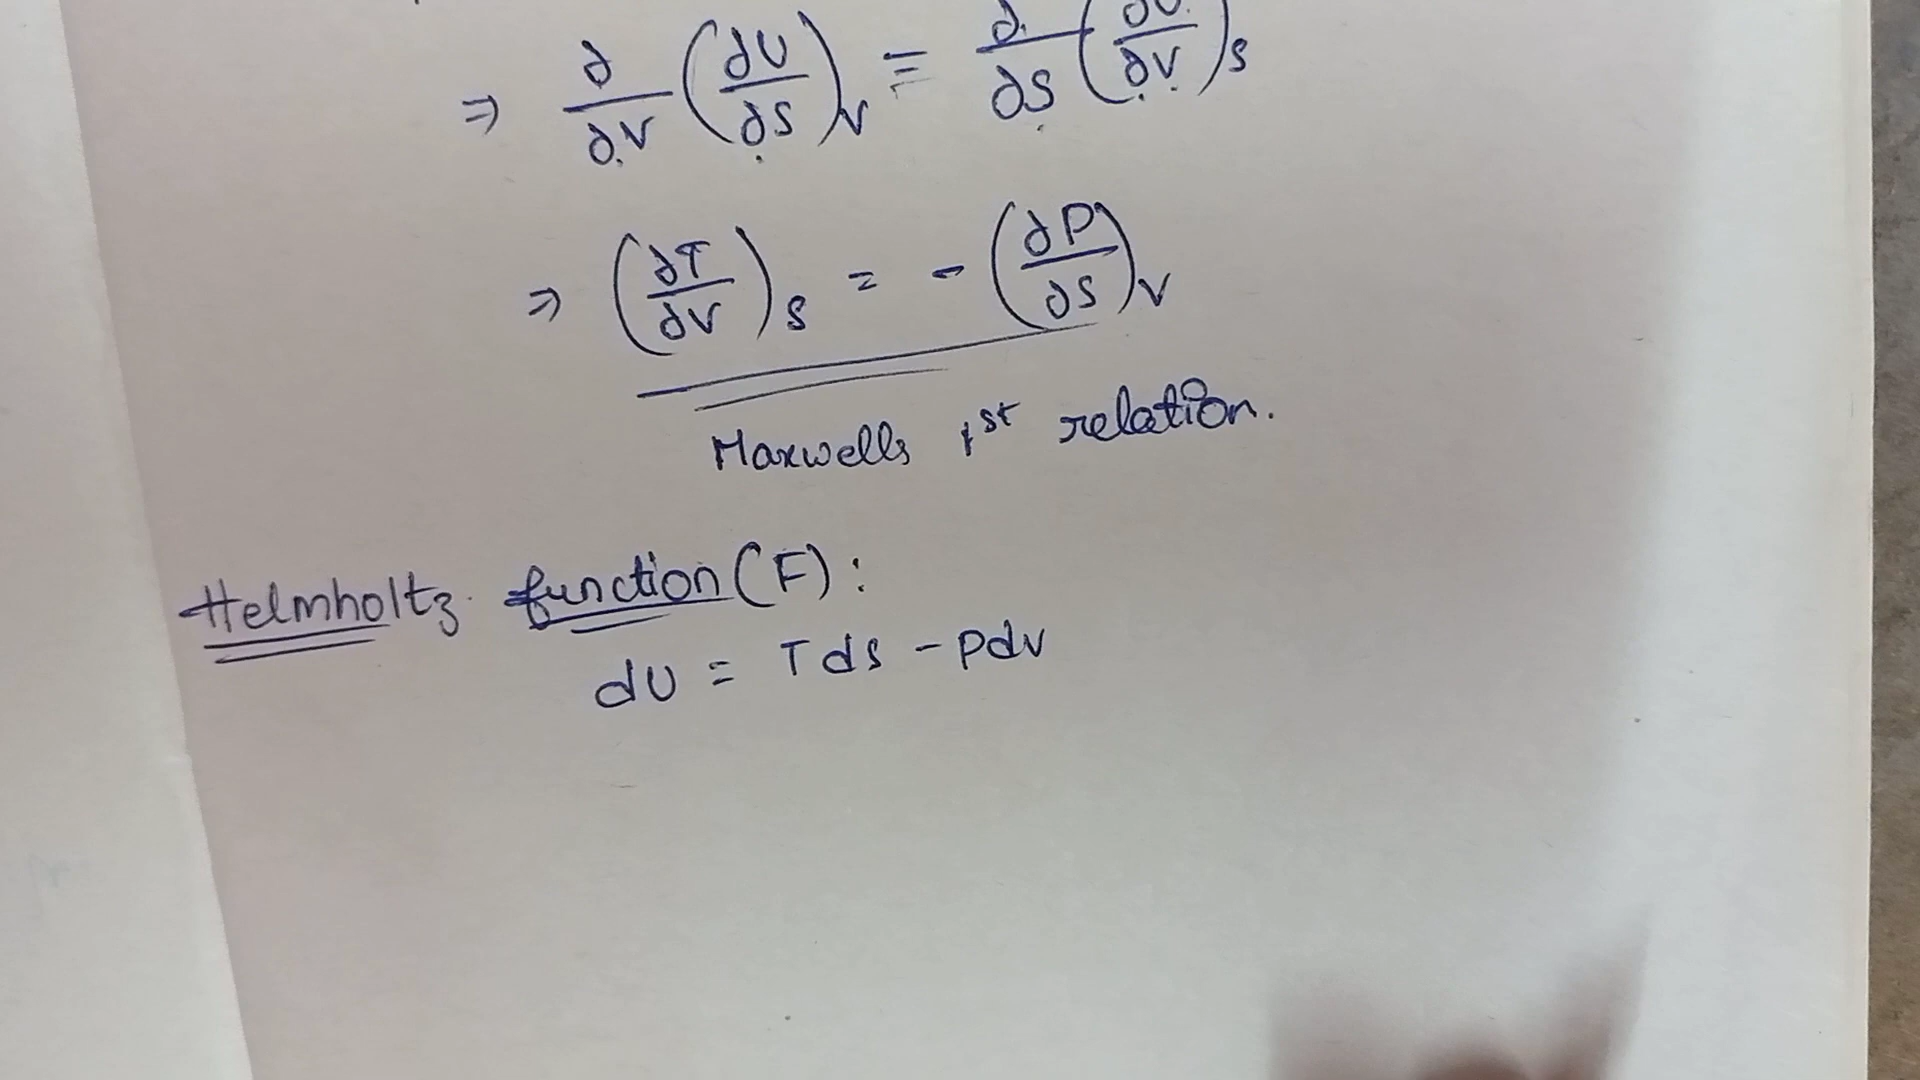 ⇒ ∂/∂V (∂U/∂S)V = ∂/∂S (∂U/∂V)S
⇒ (∂T/∂V)S = - (∂P/∂S)V
Maxwells 1st relation.
Helmholtz function (F) :
dU = Tds - Pdv